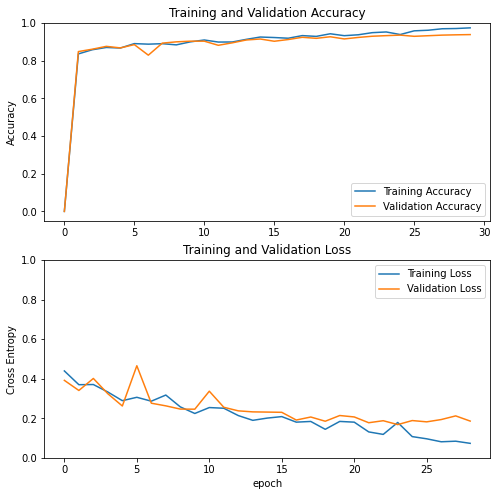 Training and Validation Accuracy
Accuracy
1.0
0.8
0.6
0.4
0.2
0.0
Training Accuracy
Validation Accuracy
0 5 10 15 20 25 30
Training and Validation Loss
Cross Entropy
1.0
0.8
0.6
0.4
0.2
0.0
Training Loss
Validation Loss
0 5 10 15 20 25
epoch